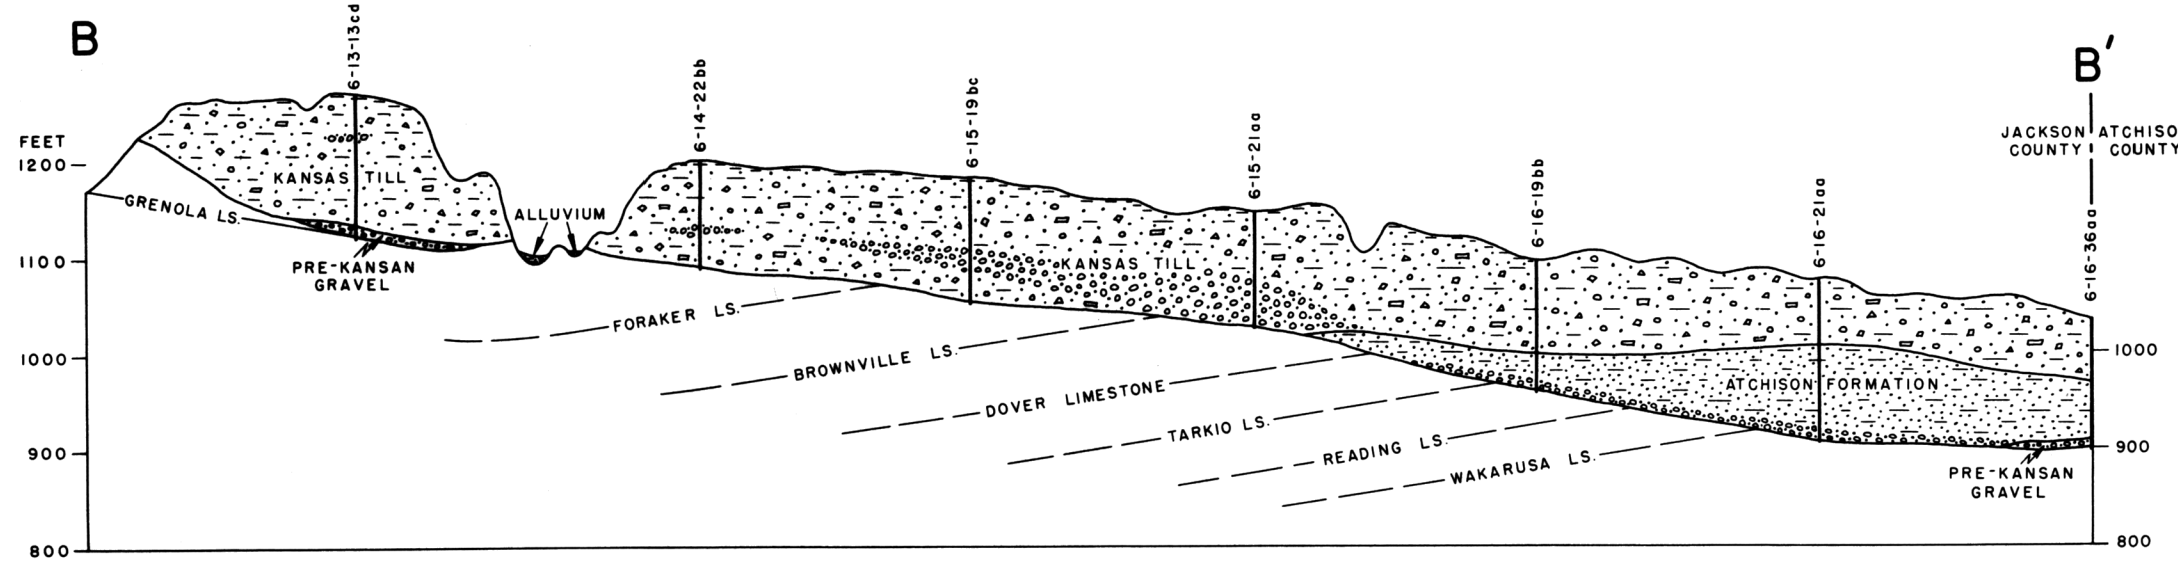 B
B'
6-13-13cd
6-14-22bb
6-15-19bc
6-15-21aa
6-16-19bb
6-16-21aa
6-16-36aa
JACKSON ATCHISO
COUNTY COUNTY
FEET
1200
1100
1000
900
800
1000
900
800
KANSAS TILL
GRENOLA LS.
PRE-KANSAN
GRAVEL
ALLUVIUM
KANSAS TILL
FORAKER LS.
BROWNVILLE LS.
DOVER LIMESTONE
TARKIO LS.
READING LS.
WAKARUSA LS.
ATCHISON FORMATION
PRE-KANSAN
GRAVEL